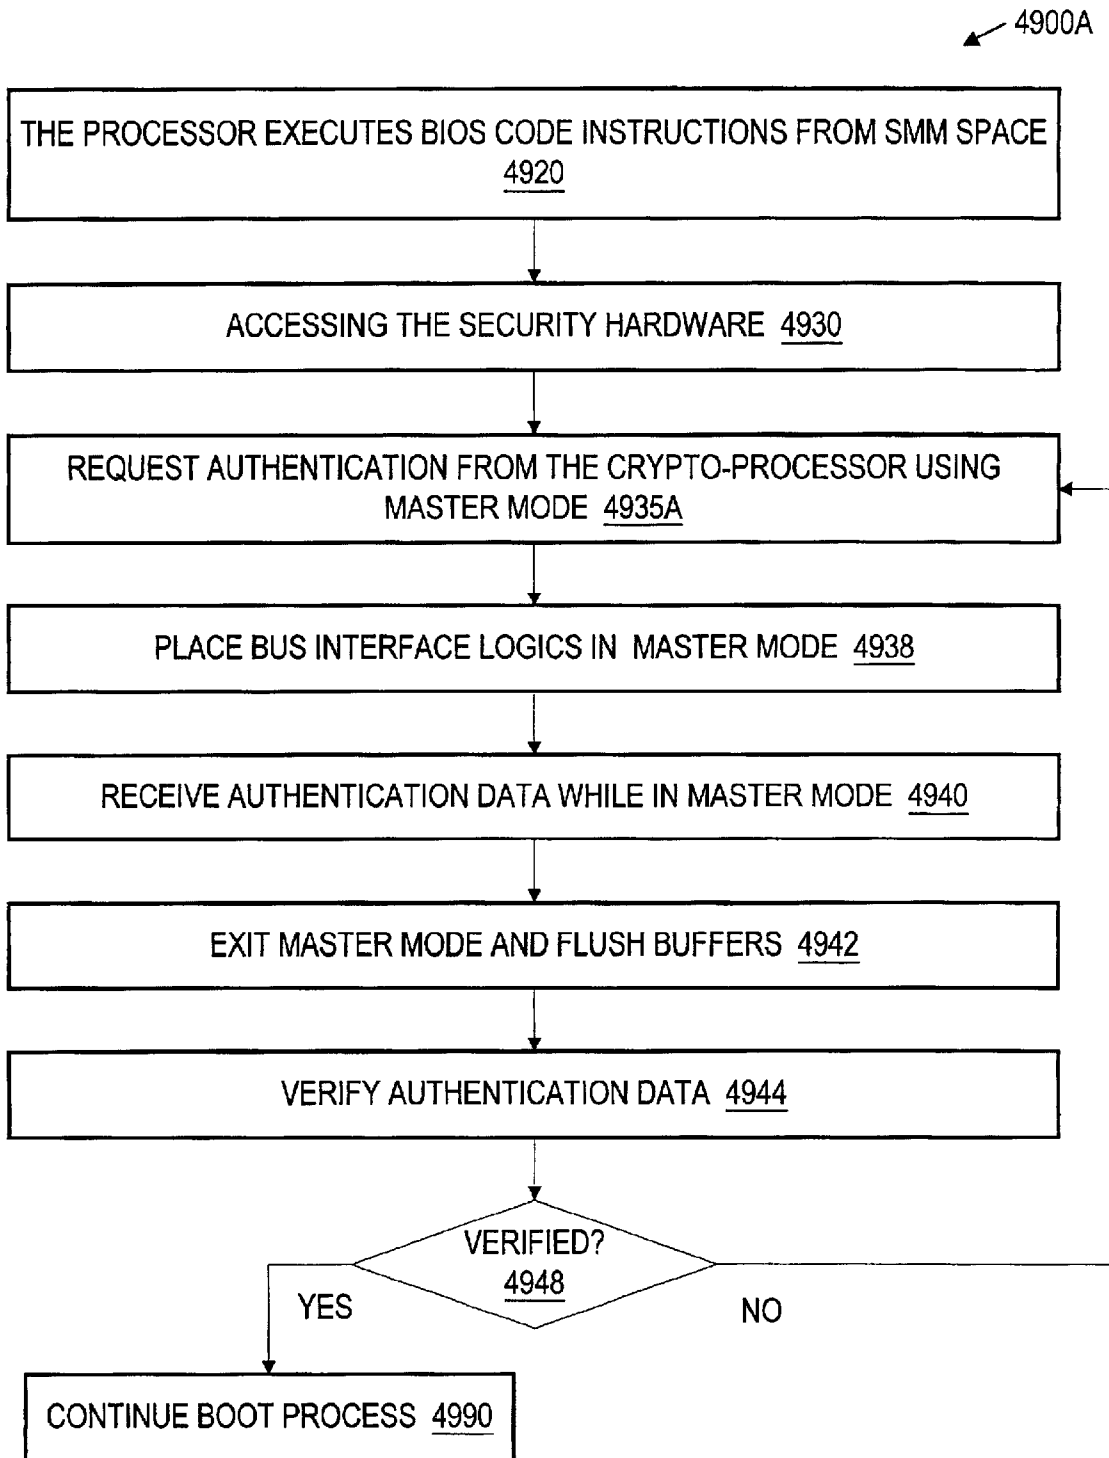 4900A
THE PROCESSOR EXECUTES BIOS CODE INSTRUCTIONS FROM SMM SPACE
4920
ACCESSING THE SECURITY HARDWARE 4930
REQUEST AUTHENTICATION FROM THE CRYPTO-PROCESSOR USING
MASTER MODE 4935A
PLACE BUS INTERFACE LOGICS IN MASTER MODE 4938
RECEIVE AUTHENTICATION DATA WHILE IN MASTER MODE 4940
EXIT MASTER MODE AND FLUSH BUFFERS 4942
VERIFY AUTHENTICATION DATA 4944
VERIFIED?
4948
YES
NO
CONTINUE BOOT PROCESS 4990